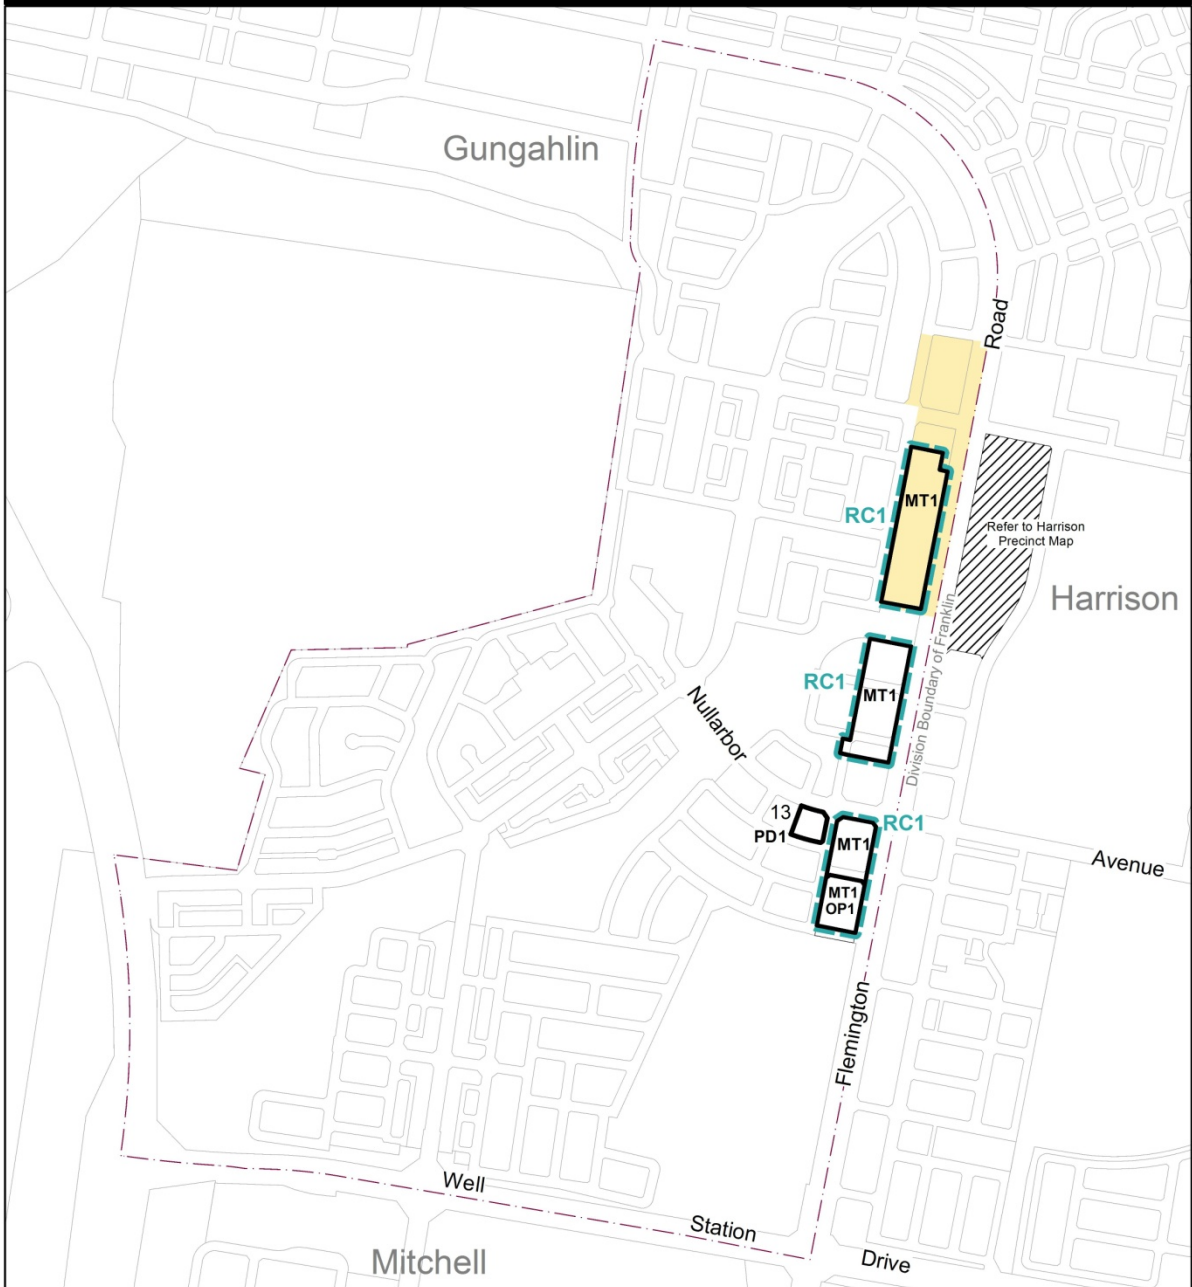 Gungahlin
Road
MT1
RC1
Refer to Harrison
Precinct Map
Harrison
Division Boundary of Franklin
RC1
MT1
Nullarbor
13
PD1
RC1
MT1
MT1
OP1
Avenue
Flemington
Well
Station
Drive
Mitchell